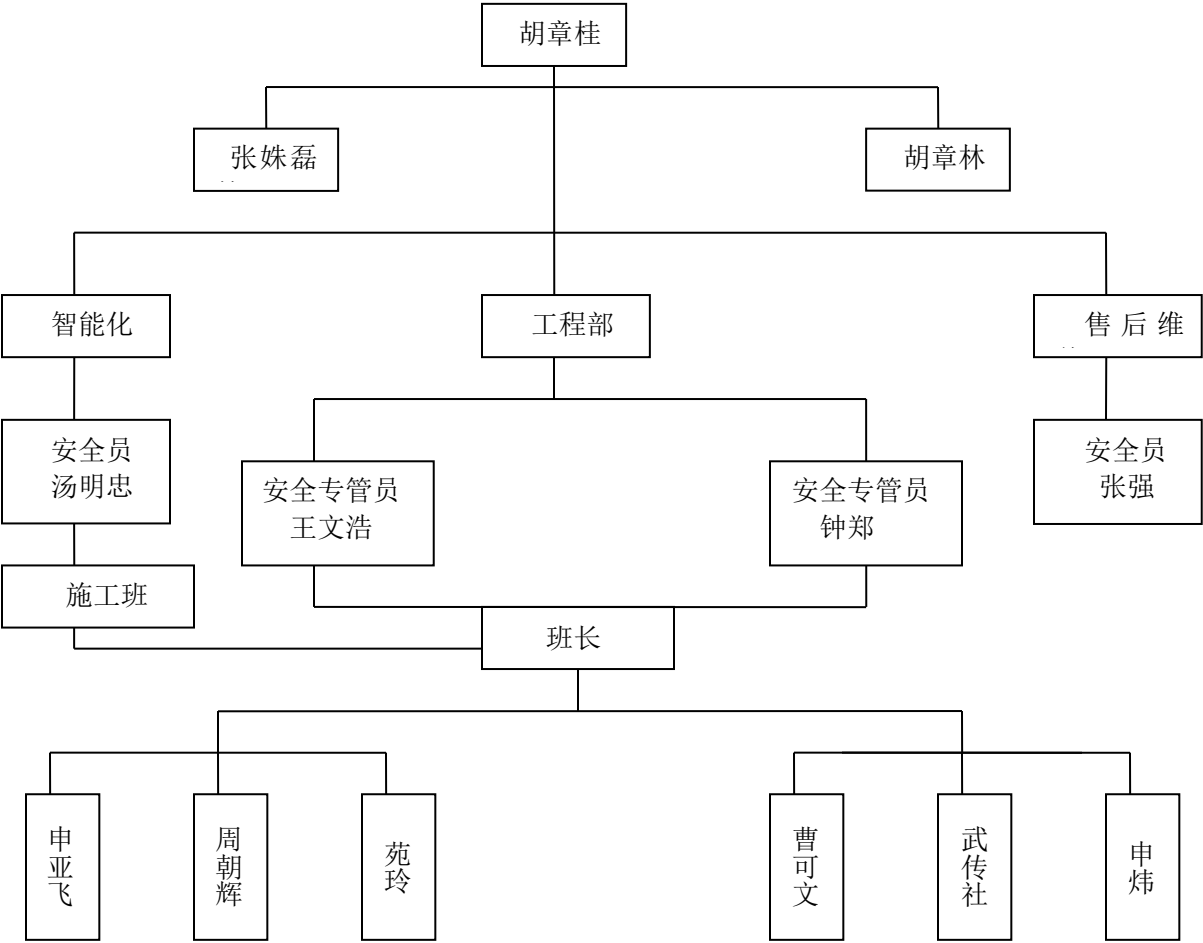 胡章桂
张姝磊
胡章林
智能化
工程部
售后维
安全员
汤明忠
安全专管员
王文浩
安全专管员
钟郑
安全员
张强
施工班
班长
申亚飞
周朝辉
苑玲
曹可文
武传社
申炜